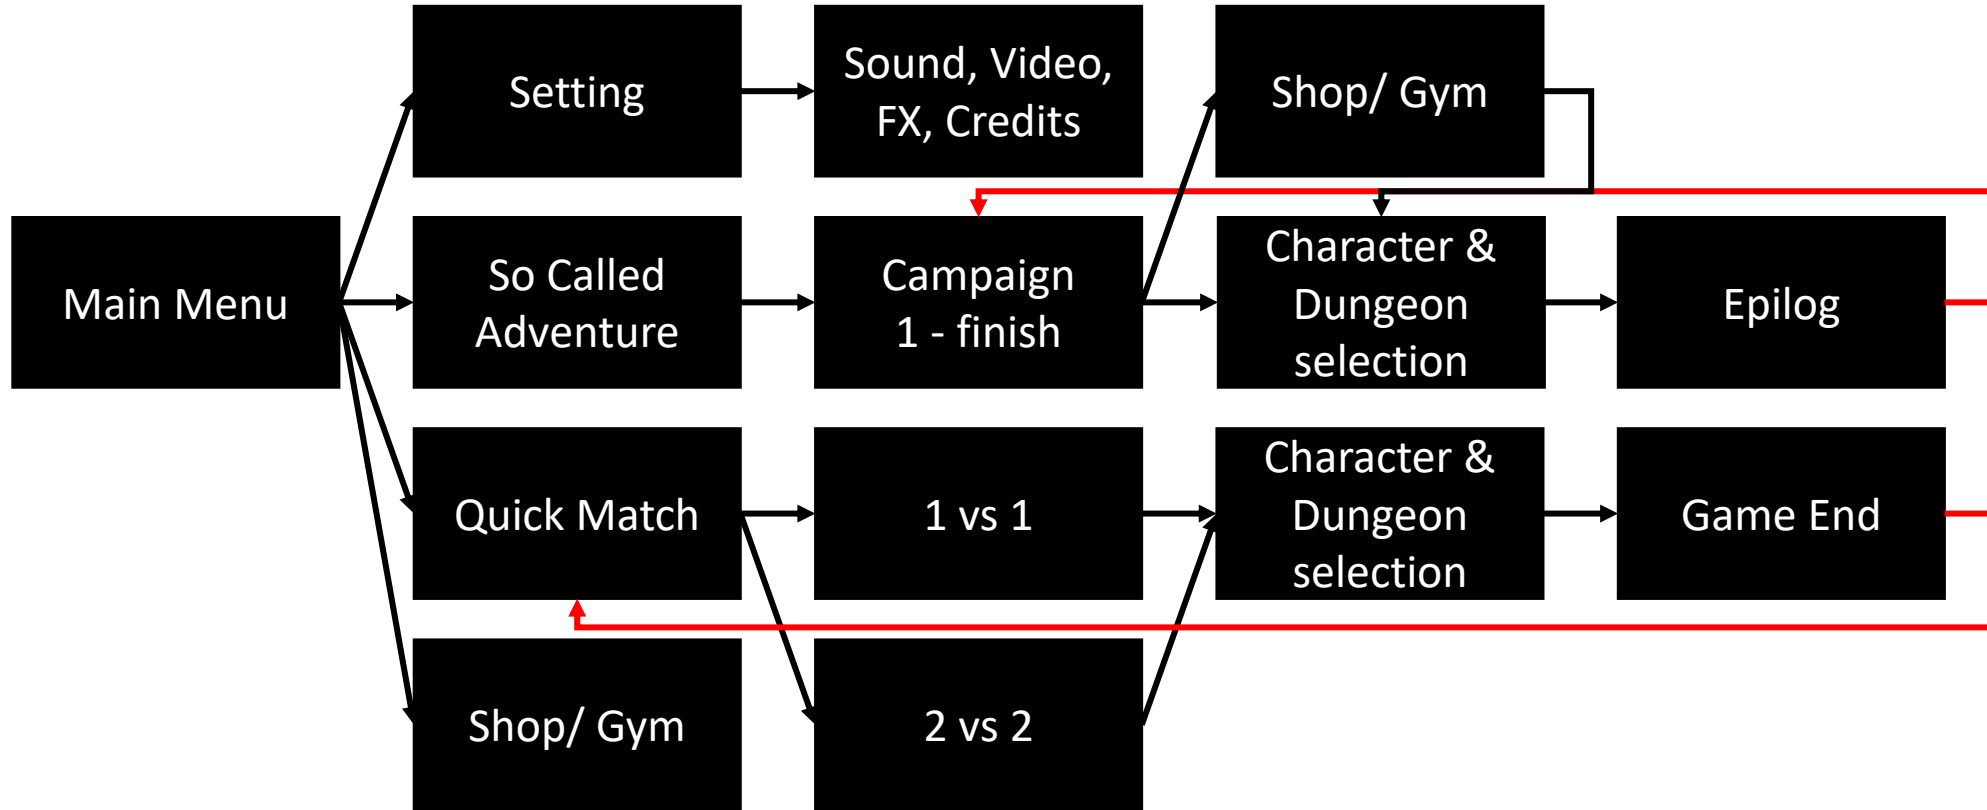 Setting
Sound, Video,
FX, Credits
Shop/ Gym
Main Menu
So Called
Adventure
Campaign
1 - finish
Character &
Dungeon
selection
Epilog
Quick Match
1 vs 1
Character &
Dungeon
selection
Game End
Shop/ Gym
2 vs 2